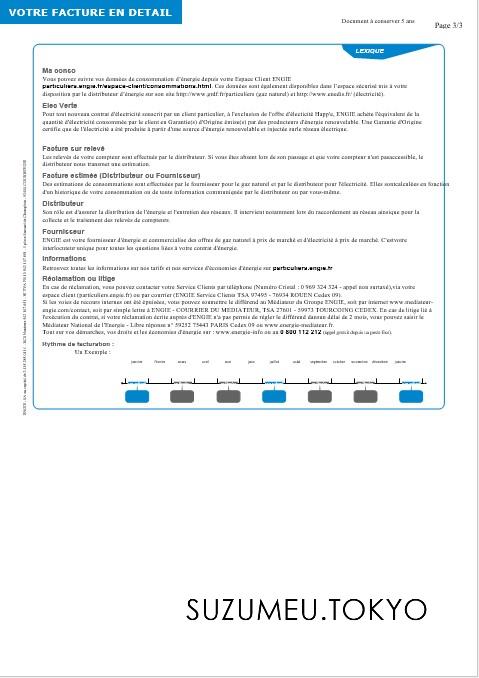 VOTRE FACTURE EN DETAIL
Document à conserver 5 ans
Page 3/3
LEXIQUE
Ma conso
Vous pouvez suivre vos données de consommation d'énergie depuis votre Espace Client ENGIE
particuliers.engie.fr/espace-client/consommations.html. Ces données sont également disponibles dans l'espace sécurisé mis à votre
disposition par le distributeur d'énergie sur son site http://www.grdf.fr/particuliers (gaz naturel) et http://www.enedis.fr/ (électricité).
Elec Verte
Pour tout nouveau contrat d'électricité souscrit par un client particulier, à l'exclusion de l'offre d'électricité Happ'e, ENGIE achète l'équivalent de la
quantité d'électricité consommée par le client en Garantie(s) d'Origine émise(s) par des producteurs d'énergie renouvelable. Une Garantie d'Origine
certifie que de l'électricité a été produite à partir d'une source d'énergie renouvelable et injectée sur le réseau électrique.
Facture sur relevé
Les relevés de votre compteur sont effectués par le distributeur. Si vous êtes absent lors de son passage et que votre compteur n'est pas accessible, le
distributeur nous transmet une estimation.
Facture estimée (Distributeur ou Fournisseur)
Des estimations de consommations sont effectuées par le fournisseur pour le gaz naturel et par le distributeur pour l'électricité. Elles sont calculées en fonction
d'un historique de votre consommation ou de toute information communiquée par le distributeur ou par vous-même.
Distributeur
Son rôle est d'assurer la distribution de l'énergie et l'entretien des réseaux. Il intervient notamment lors du raccordement au réseau ainsi que pour la
collecte et le traitement des relevés de compteurs.
Fournisseur
ENGIE est votre fournisseur d'énergie et commercialise des offres de gaz naturel à prix de marché et d'électricité à prix de marché. C'est votre
interlocuteur unique pour toutes les questions liées à votre contrat d'énergie.
Informations
Retrouvez toutes les informations sur nos tarifs et nos services d'économies d'énergie sur particuliers.engie.fr
Réclamation ou litige
En cas de réclamation, vous pouvez contacter votre Service Clients par téléphone (Numéro Cristal : 0 969 324 324 - appel non surtaxé), via votre
espace client (particuliers.engie.fr) ou par courrier (ENGIE Service Clients TSA 97495 - 76934 ROUEN Cedex 09).
Si les voies de recours internes ont été épuisées, vous pouvez soumettre le différend au Médiateur du Groupe ENGIE, soit par internet www.mediateur-
engie.com/contact, soit par simple lettre à ENGIE - COURRIER DU MEDIATEUR, TSA 27601 - 59973 TOURCOING CEDEX. En cas de litige lié à
l'exécution du contrat, si votre réclamation écrite auprès d'ENGIE n'a pas permis de régler le différend dans un délai de 2 mois, vous pouvez saisir le
Médiateur National de l'Energie - Libre réponse n° 59252 75443 PARIS Cedex 09 ou www.energie-mediateur.fr.
Tout sur vos démarches, vos droits et les économies d'énergie sur : www.energie-info ou au 0 800 112 212 (appel gratuit depuis un poste fixe).
Rythme de facturation :
Un Exemple :
janvier février mars avril mai juin juillet août septembre octobre novembre décembre janvier
SUZUMEU.TOKYO